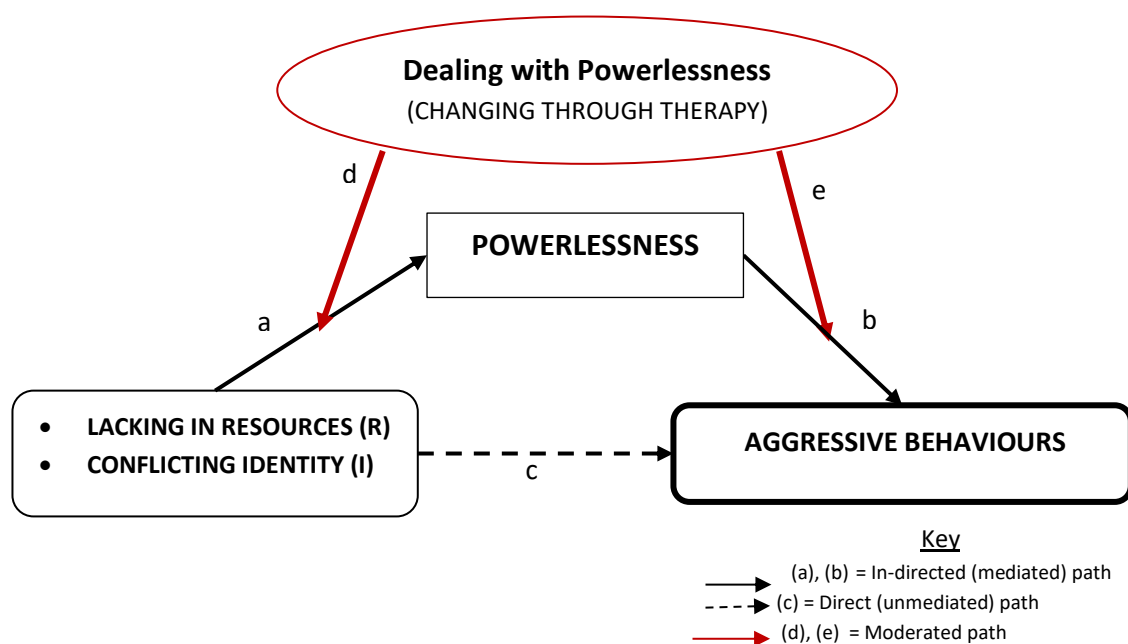 Dealing with Powerlessness
(CHANGING THROUGH THERAPY)
d
e
POWERLESSNESS
a
b
• LACKING IN RESOURCES (R)
• CONFLICTING IDENTITY (I)
AGGRESSIVE BEHAVIOURS
c
Key
(a), (b) = In-directed (mediated) path
(c) = Direct (unmediated) path
(d), (e) = Moderated path